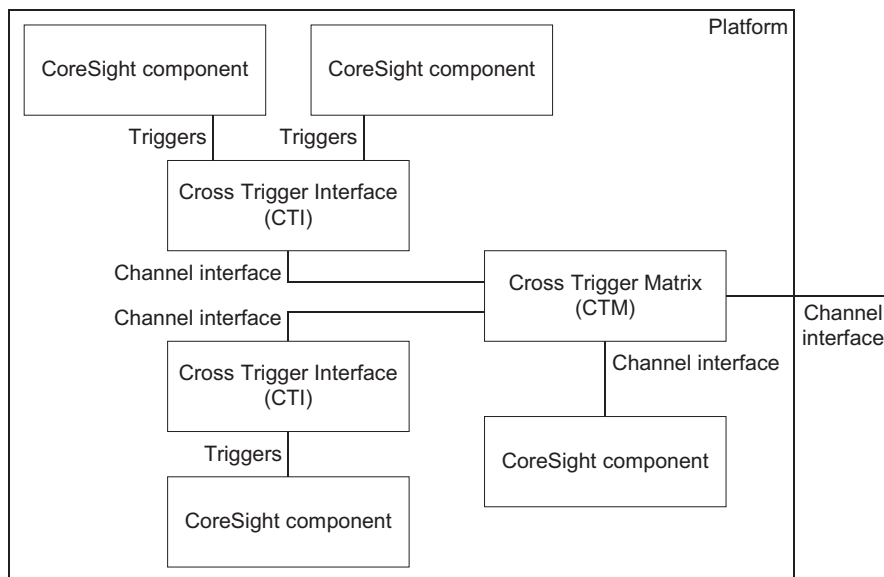 Platform
CoreSight component
CoreSight component
Triggers
Triggers
Cross Trigger Interface
(CTI)
Channel interface
Cross Trigger Matrix
(CTM)
Channel
interface
Channel interface
Cross Trigger Interface
(CTI)
Channel interface
Triggers
CoreSight component
CoreSight component